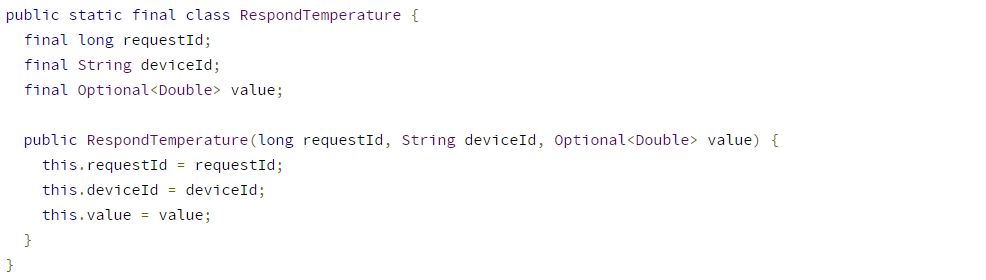 public static final class RespondTemperature {
  final long requestId;
  final String deviceId;
  final Optional<Double> value;

  public RespondTemperature(long requestId, String deviceId, Optional<Double> value) {
    this.requestId = requestId;
    this.deviceId = deviceId;
    this.value = value;
  }
}